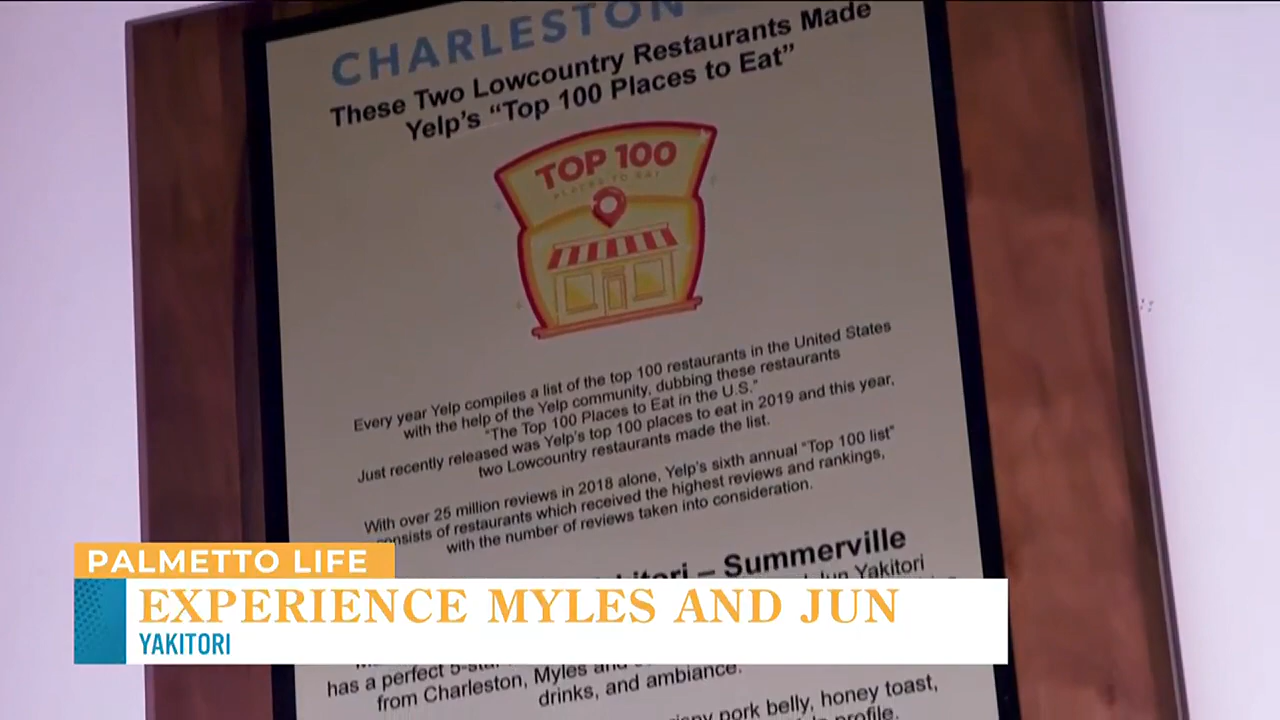 CHARLESTON
These Two Lowcountry Restaurants Made
Yelp's "Top 100 Places to Eat"
TOP 100
PLACES TO EAT
Every year Yelp compiles a list of the top 100 restaurants in the United States
with the help of the Yelp community, dubbing these restaurants
"The Top 100 Places to Eat in the U.S."
Just recently released was Yelp's top 100 places to eat in 2019 and this year,
two Lowcountry restaurants made the list.
With over 25 million reviews in 2018 alone, Yelp's sixth annual "Top 100 list"
consists of restaurants which received the highest reviews and rankings,
with the number of reviews taken into consideration.
– Summerville
Jun Yakitori
PALMETTO LIFE
EXPERIENCE MYLES AND JUN
YAKITORI
has a perfect
from Charleston, Myles and
drinks, and ambiance.
pork belly, honey toast,
profile.